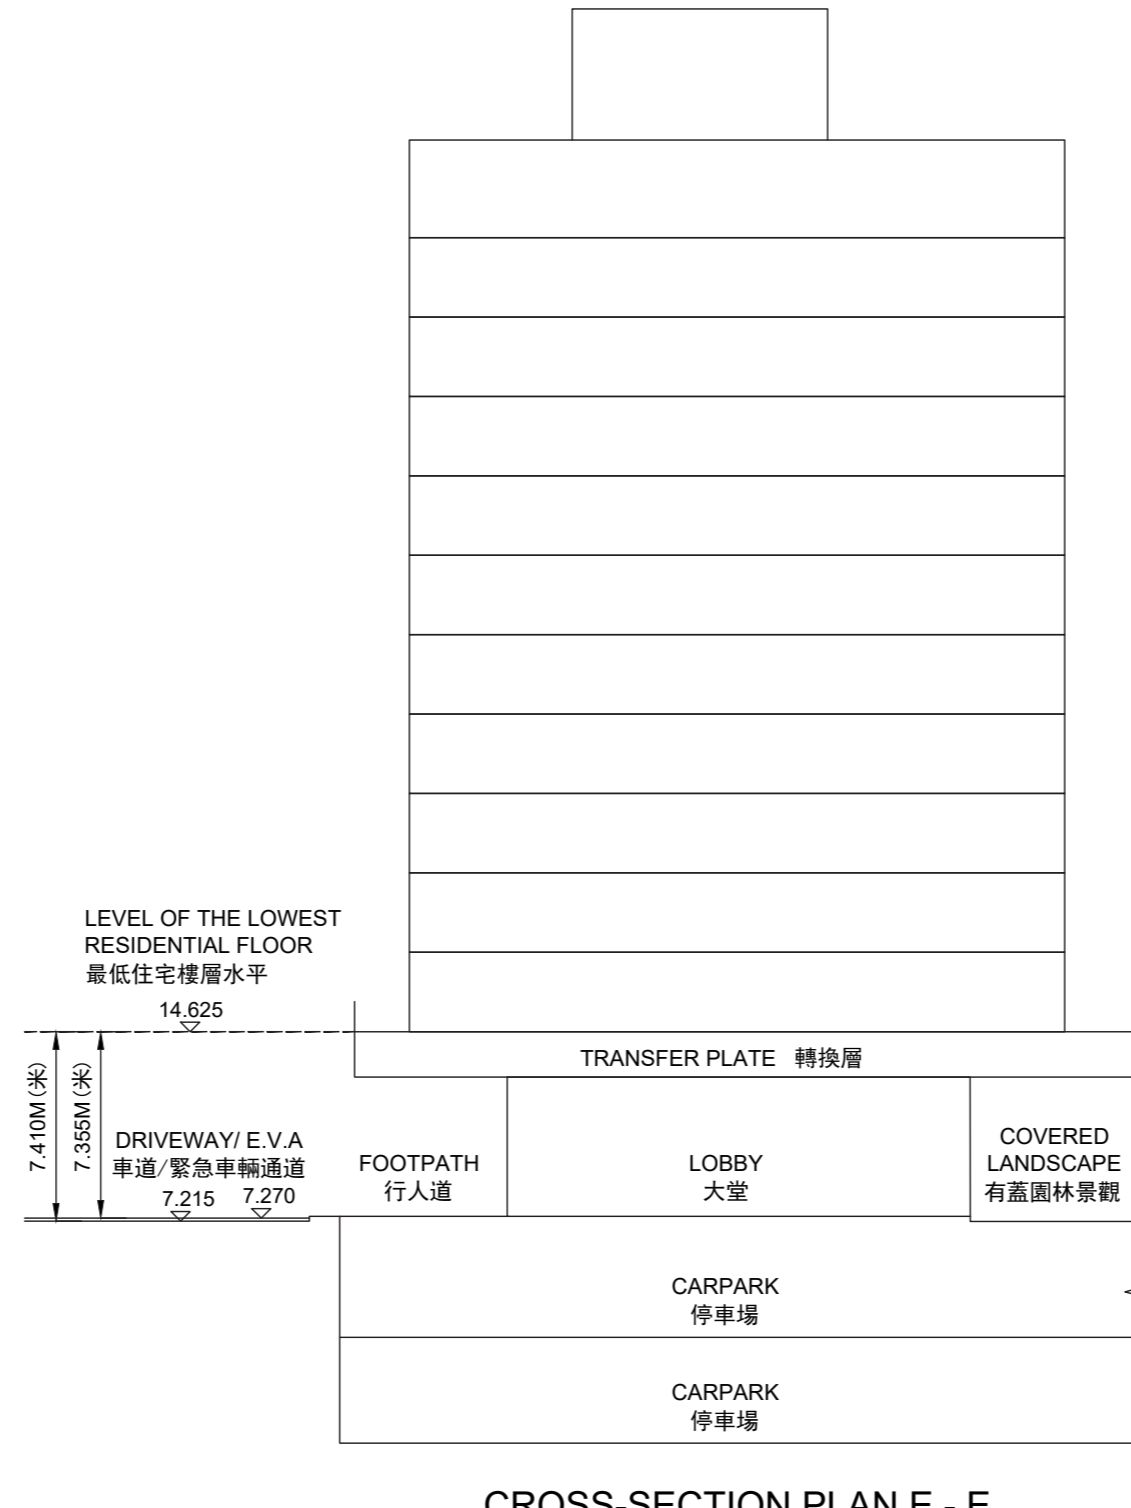 LEVEL OF THE LOWEST
RESIDENTIAL FLOOR
最低住宅樓層水平
14.625
7.410M (米)
7.355M (米)
TRANSFER PLATE 轉換層
DRIVEWAY/ E.V.A
車道/緊急車輛通道
7.215 7.270
FOOTPATH
行人道
LOBBY
大堂
COVERED
LANDSCAPE
有蓋園林景觀
CARPARK
停車場
CARPARK
停車場
CROSS-SECTION PLAN